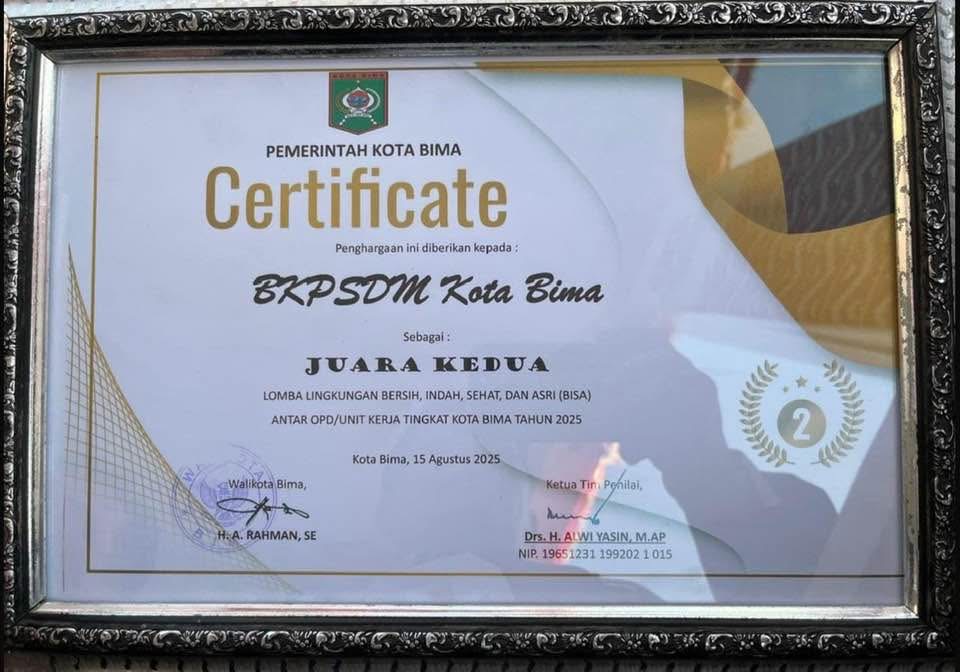 KOTA BIMA
PEMERINTAH KOTA BIMA
Certificate
Penghargaan ini diberikan kepada :
BKPSDM Kota Bima
Sebagai :
JUARA KEDUA
LOMBA LINGKUNGAN BERSIH, INDAH, SEHAT, DAN ASRI (BISA)
ANTAR OPD/UNIT KERJA TINGKAT KOTA BIMA TAHUN 2025
2
Kota Bima, 15 Agustus 2025
Walikota Bima,
H. A. RAHMAN, SE
Ketua Tim Penilai,
Drs. H. ALWI YASIN, M.AP
NIP. 19651231 199202 1 015